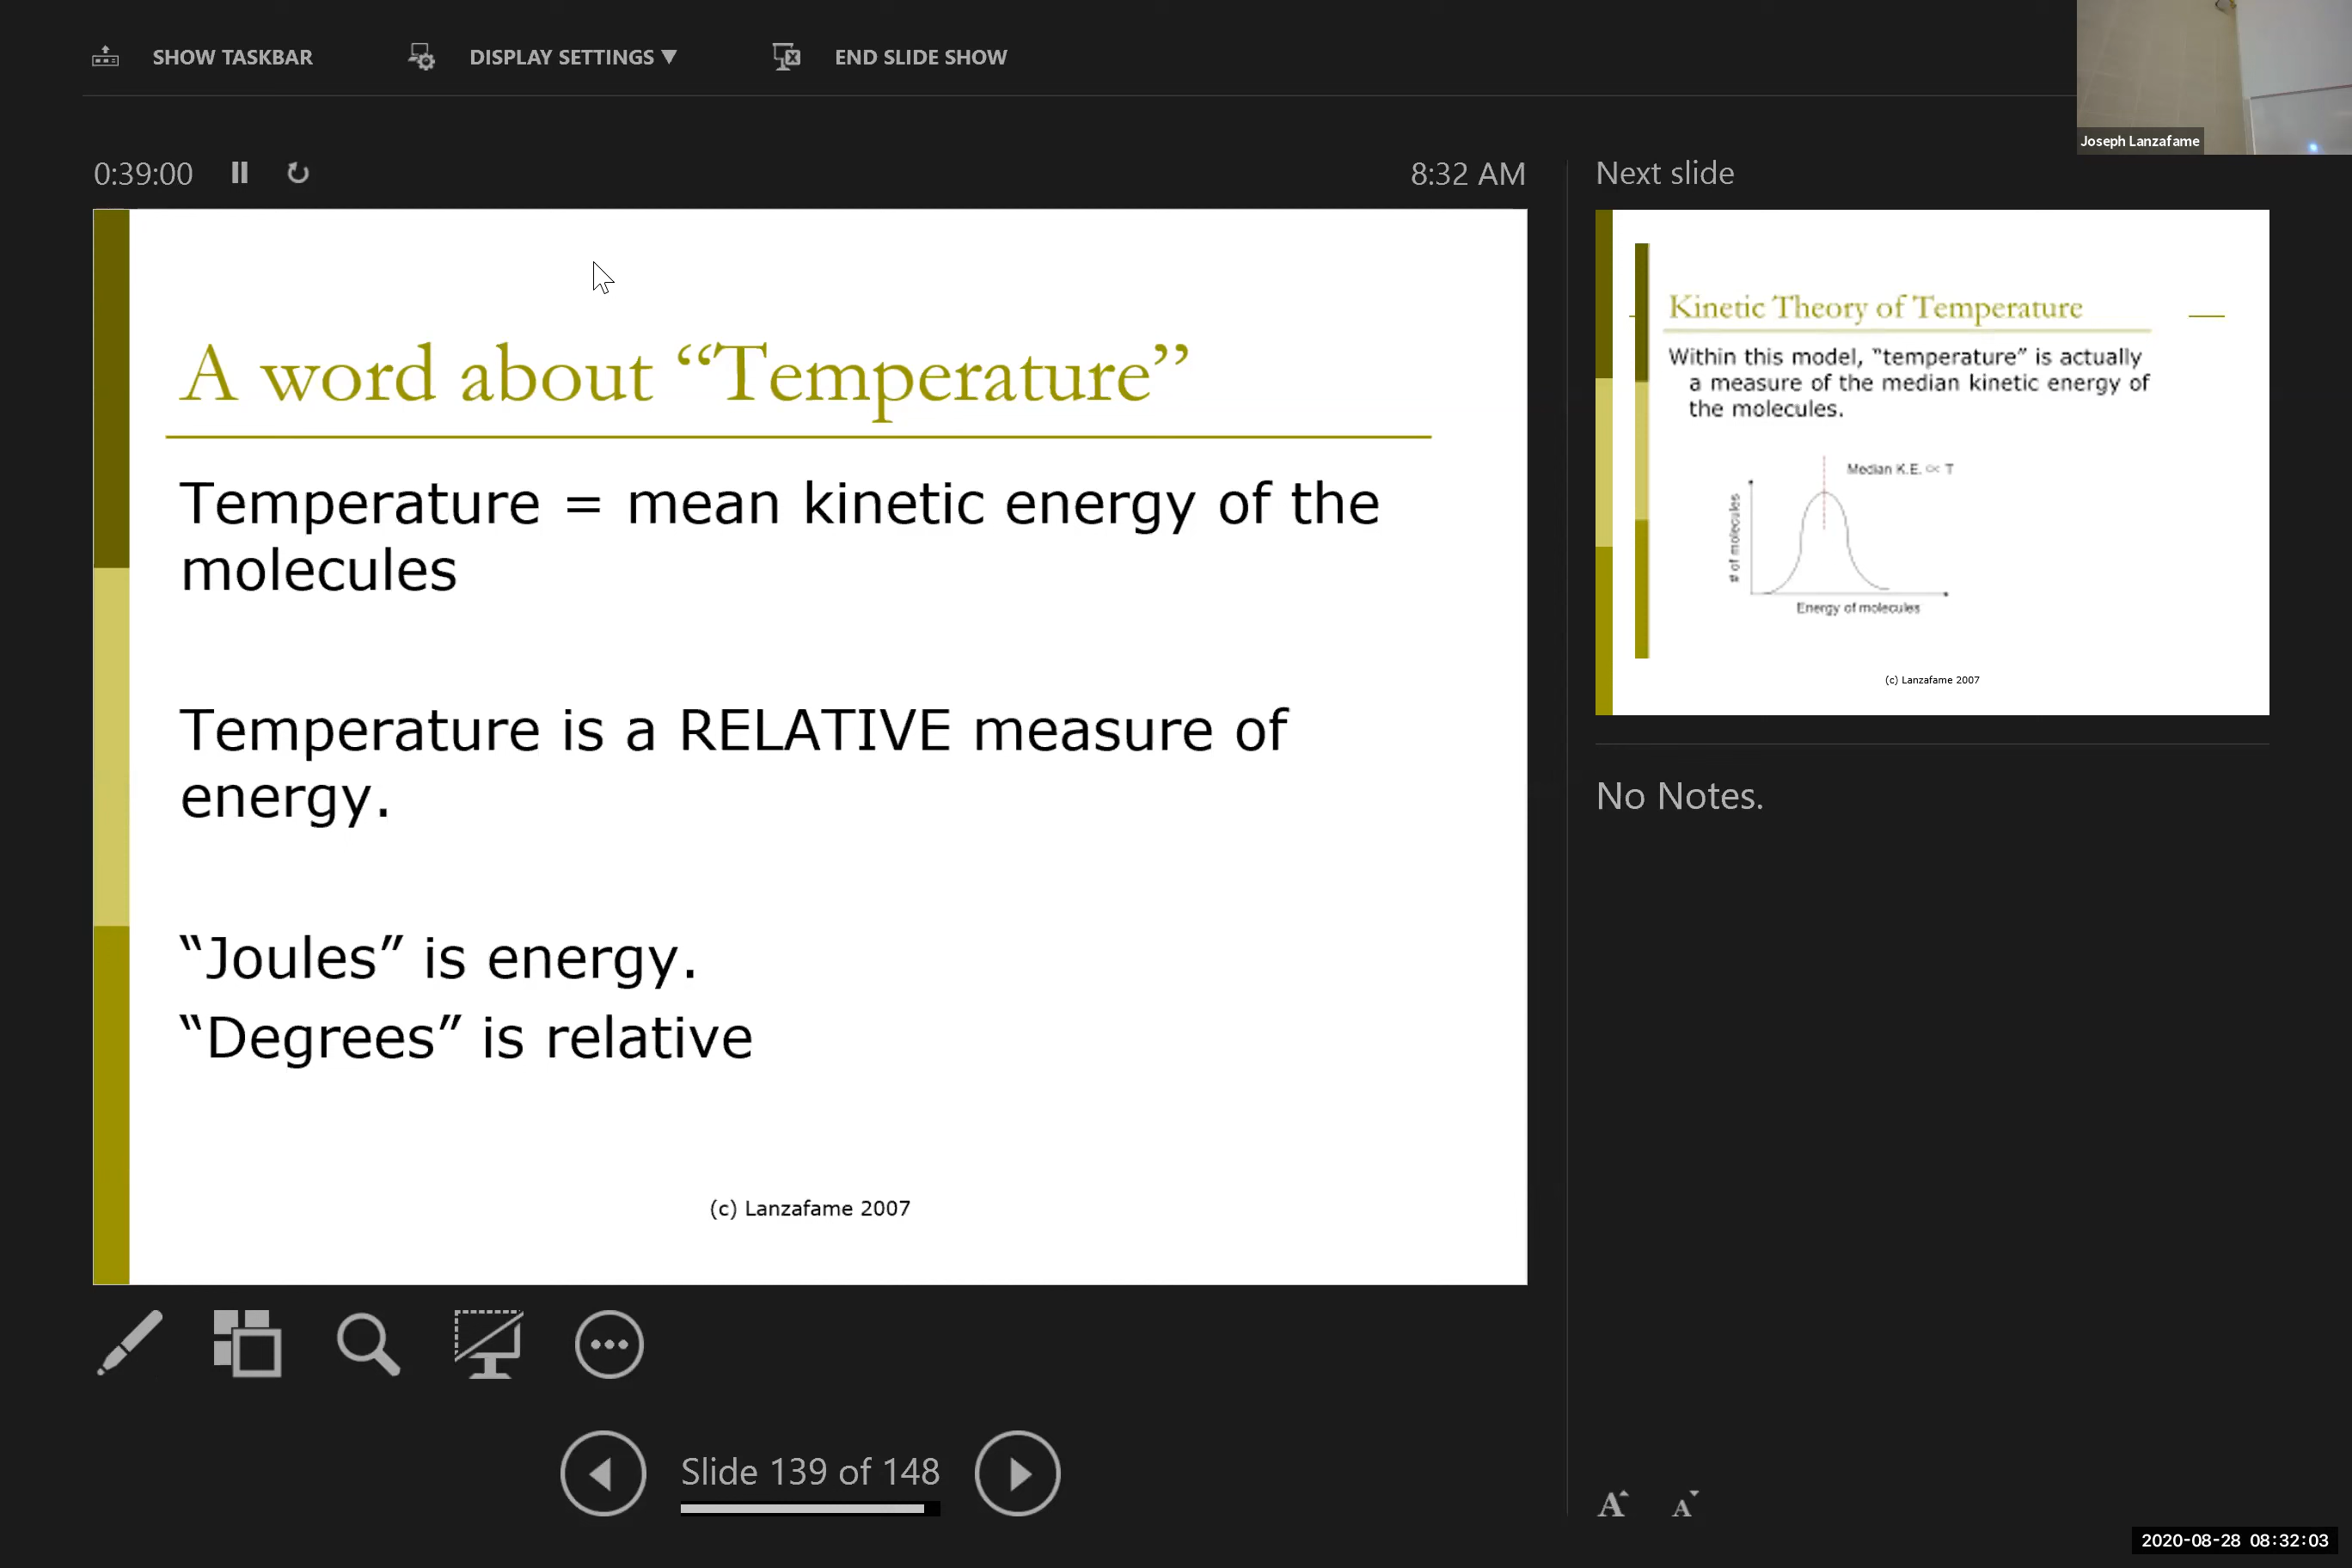 SHOW TASKBAR
DISPLAY SETTINGS ▼
END SLIDE SHOW
Joseph Lanzafame
0:39:00
8:32 AM
A word about “Temperature”
Temperature = mean kinetic energy of the
molecules
Temperature is a RELATIVE measure of
energy.
“Joules” is energy.
“Degrees” is relative
(c) Lanzafame 2007
Slide 139 of 148
Next slide
Kinetic Theory of Temperature
Within this model, “temperature” is actually
a measure of the median kinetic energy of
the molecules.
Median K.E. ∝ T
# of molecules
Energy of molecules
(c) Lanzafame 2007
No Notes.
A A
2020-08-28 08:32:03